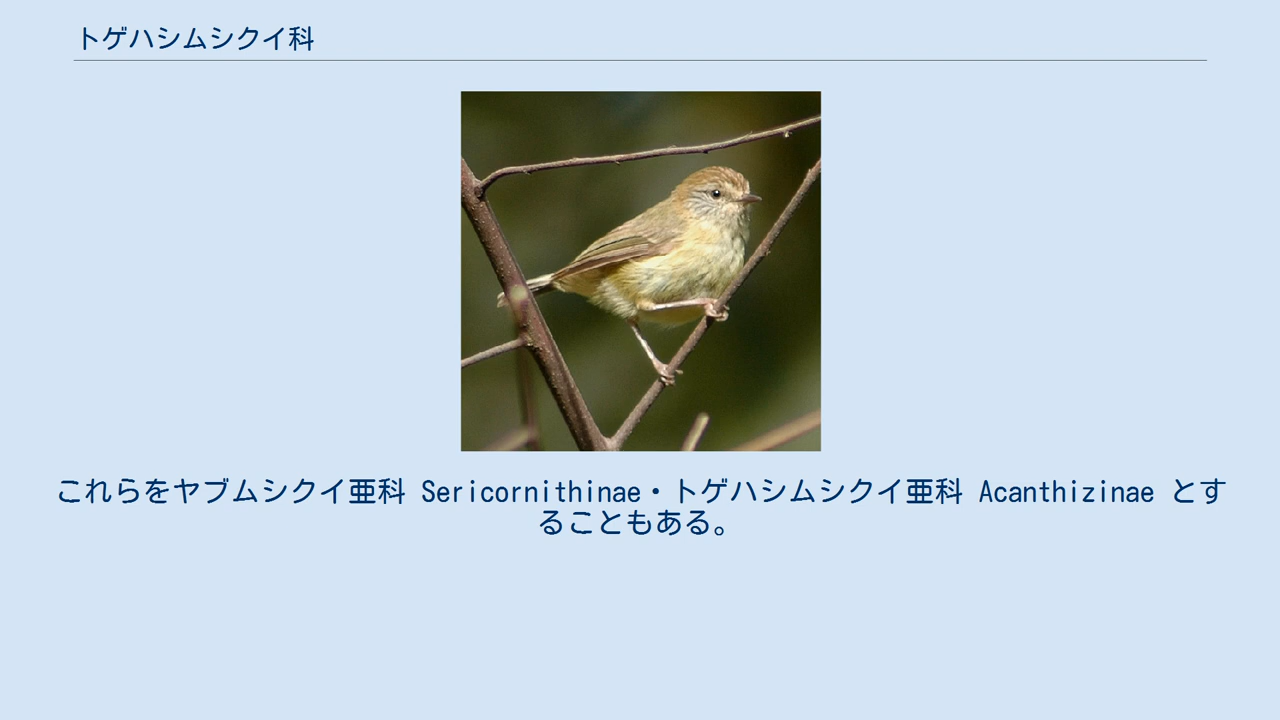 トゲハシムシクイ科
これらをヤブムシクイ亜科 Sericornithinae・トゲハシムシクイ亜科 Acanthizinae とす
ることもある。